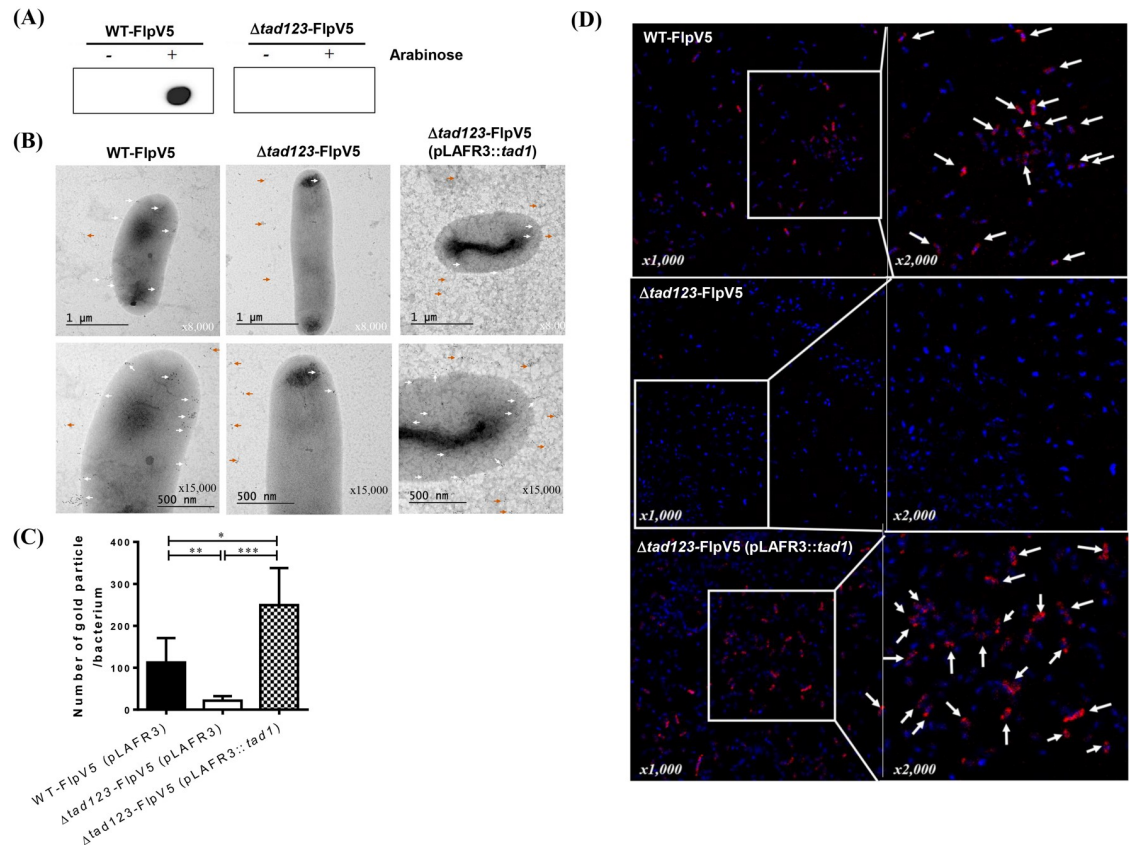 (A)
WT-FlpV5
Δtad123-FlpV5
- + - + Arabinose
(B)
WT-FlpV5
Δtad123-FlpV5
Δtad123-FlpV5
(pLAFR3::tad1)
1 μm
x8,000
1 μm
x8,000
1 μm
x8,000
500 nm
x15,000
500 nm
x15,000
500 nm
x15,000
(C)
Number of gold particle
/bacterium
400
300
200
100
0
*
** ***
WT-FlpV5 (pLAFR3)
Δtad123-FlpV5 (pLAFR3)
Δtad123-FlpV5 (pLAFR3::tad1)
(D)
WT-FlpV5
x1,000
x2,000
Δtad123-FlpV5
x1,000
x2,000
Δtad123-FlpV5 (pLAFR3::tad1)
x1,000
x2,000